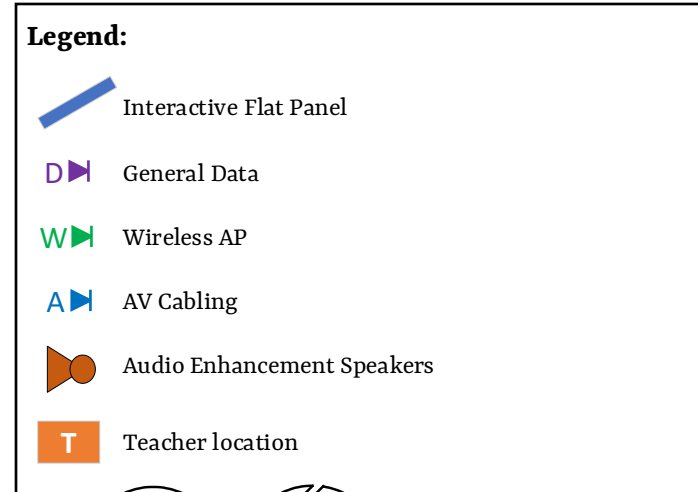 Legend:
Interactive Flat Panel
D General Data
W Wireless AP
A AV Cabling
Audio Enhancement Speakers
T Teacher location